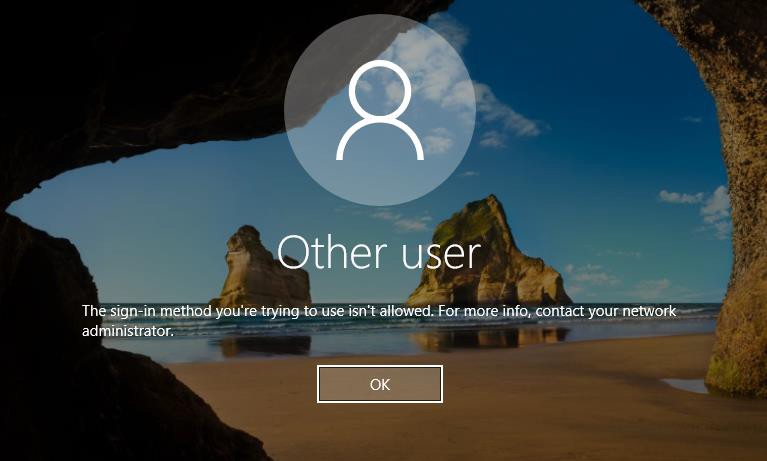 Other user
The sign-in method you're trying to use isn't allowed. For more info, contact your network
administrator.
OK